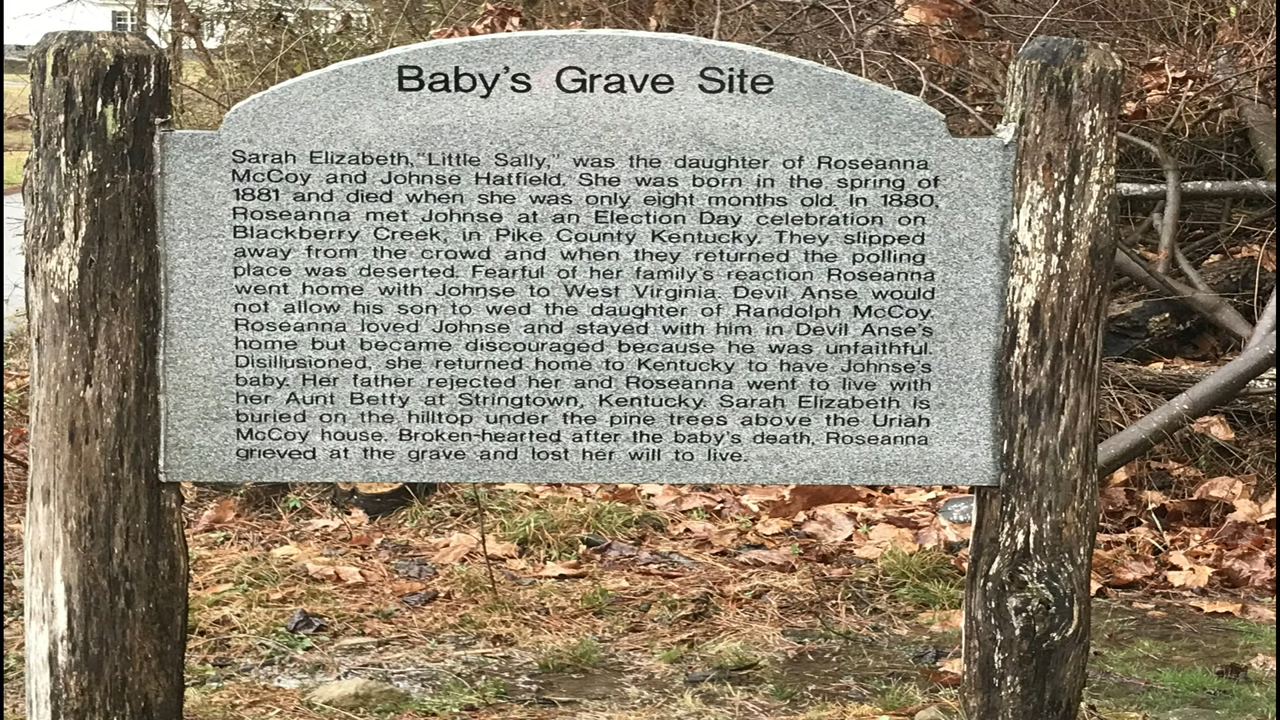 Baby's Grave Site
Sarah Elizabeth, "Little Sally," was the daughter of Roseanna
McCoy and Johnse Hatfield. She was born in the spring of
1881 and died when she was only eight months old. In 1880,
Roseanna met Johnse at an Election Day celebration on
Blackberry Creek, in Pike County Kentucky. They slipped
away from the crowd and when they returned the polling
place was deserted. Fearful of her family's reaction Roseanna
went home with Johnse to West Virginia. Devil Anse would
not allow his son to wed the daughter of Randolph McCoy.
Roseanna loved Johnse and stayed with him in Devil Anse's
home but became discouraged because he was unfaithful.
Disillusioned, she returned home to Kentucky to have Johnse's
baby. Her father rejected her and Roseanna went to live with
her Aunt Betty at Stringtown, Kentucky. Sarah Elizabeth is
buried on the hilltop under the pine trees above the Uriah
McCoy house. Broken-hearted after the baby's death, Roseanna
grieved at the grave and lost her will to live.